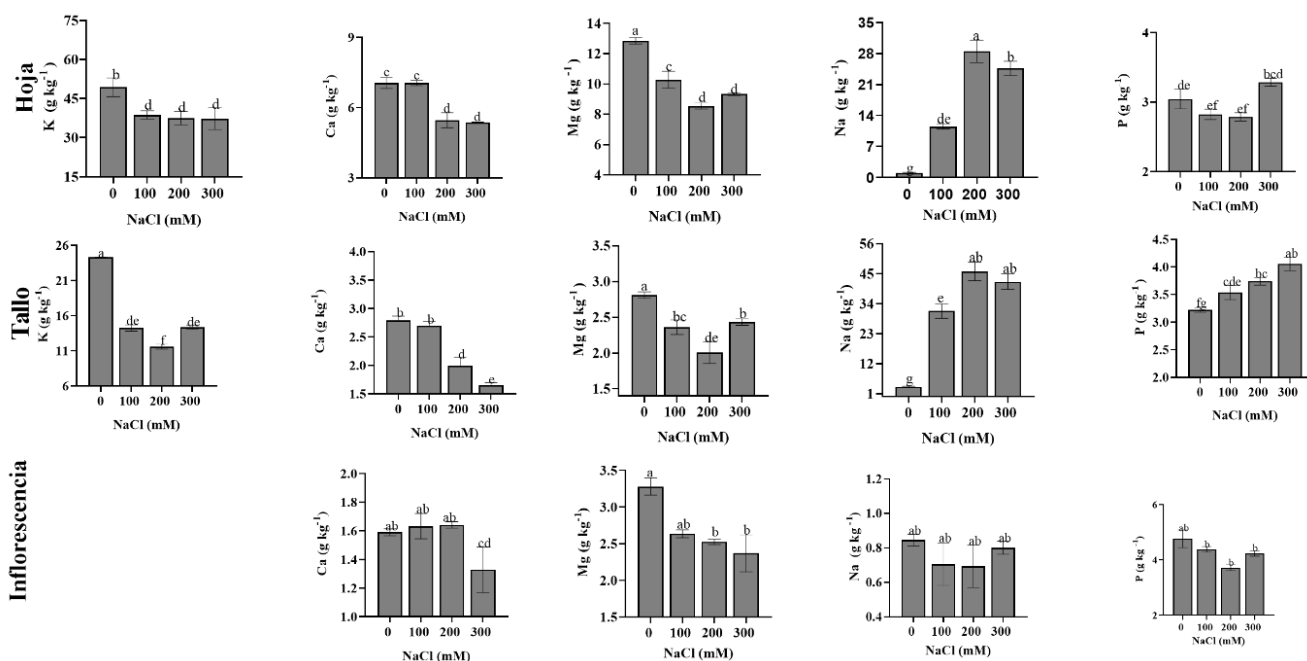 Hoja
K (g kg⁻¹)
75
60
45
30
15
b
d
d
d
0 100 200 300
NaCl (mM)
Ca (g kg⁻¹)
9
6
3
c
c
d
d
0 100 200 300
NaCl (mM)
Mg (g kg⁻¹)
14
12
10
8
6
4
a
c
d
d
0 100 200 300
NaCl (mM)
Na (g kg⁻¹)
35
28
21
14
7
0
g
de
a
b
0 100 200 300
NaCl (mM)
P (g kg⁻¹)
4
3
2
de
ef
ef
bcd
0 100 200 300
NaCl (mM)
Tallo
K (g kg⁻¹)
26
21
16
11
6
a
de
f
de
0 100 200 300
NaCl (mM)
Ca (g kg⁻¹)
4.0
3.5
3.0
2.5
2.0
1.5
b
b
d
e
0 100 200 300
NaCl (mM)
Mg (g kg⁻¹)
3.5
3.0
2.5
2.0
1.5
a
bc
de
b
0 100 200 300
NaCl (mM)
Na (g kg⁻¹)
56
45
34
23
12
1
g
e
ab
ab
0 100 200 300
NaCl (mM)
P (g kg⁻¹)
4.5
4.0
3.5
3.0
2.5
2.0
fg
cde
bc
ab
0 100 200 300
NaCl (mM)
Inflorescencia
Ca (g kg⁻¹)
2.0
1.8
1.6
1.4
1.2
1.0
ab
ab
ab
cd
0 100 200 300
NaCl (mM)
Mg (g kg⁻¹)
3.5
3.0
2.5
2.0
1.5
a
ab
b
b
0 100 200 300
NaCl (mM)
Na (g kg⁻¹)
1.2
1.0
0.8
0.6
0.4
ab
ab
ab
ab
0 100 200 300
NaCl (mM)
P (g kg⁻¹)
6
4
2
ab
b
b
b
0 100 200 300
NaCl (mM)